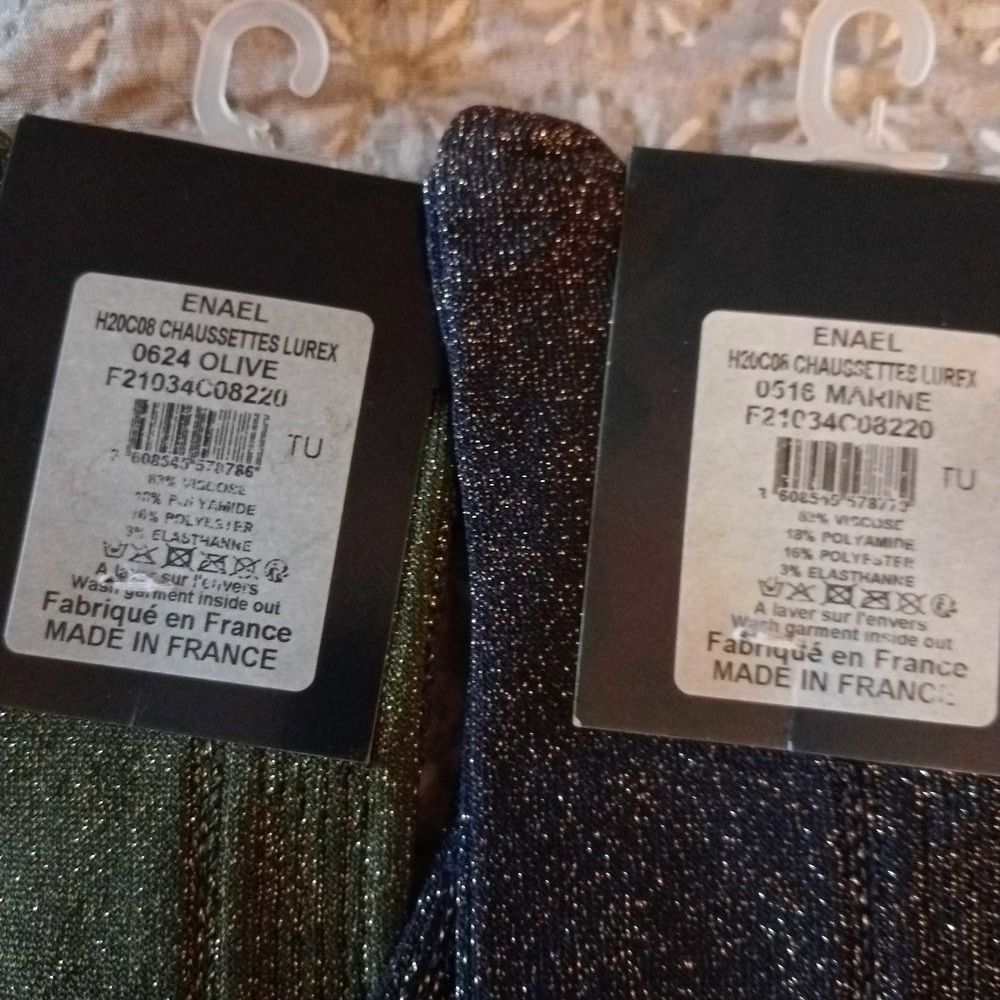 ENAEL
H20C08 CHAUSSETTES LUREX
0624 OLIVE
F21034C08220
TU
POLYAMIDE
16% POLYESTER
3% ELASTHANNE
A laver sur l'envers
Wash garment inside out
Fabriqué en France
MADE IN FRANCE
ENAEL
H20C08 CHAUSSETTES LUREX
0516 MARINE
F21034C08220
TU
VISCOSE
18% POLYAMIDE
16% POLYESTER
3% ELASTHANNE
A laver sur l'envers
Wash garment inside out
Fabriqué en France
MADE IN FRANCE